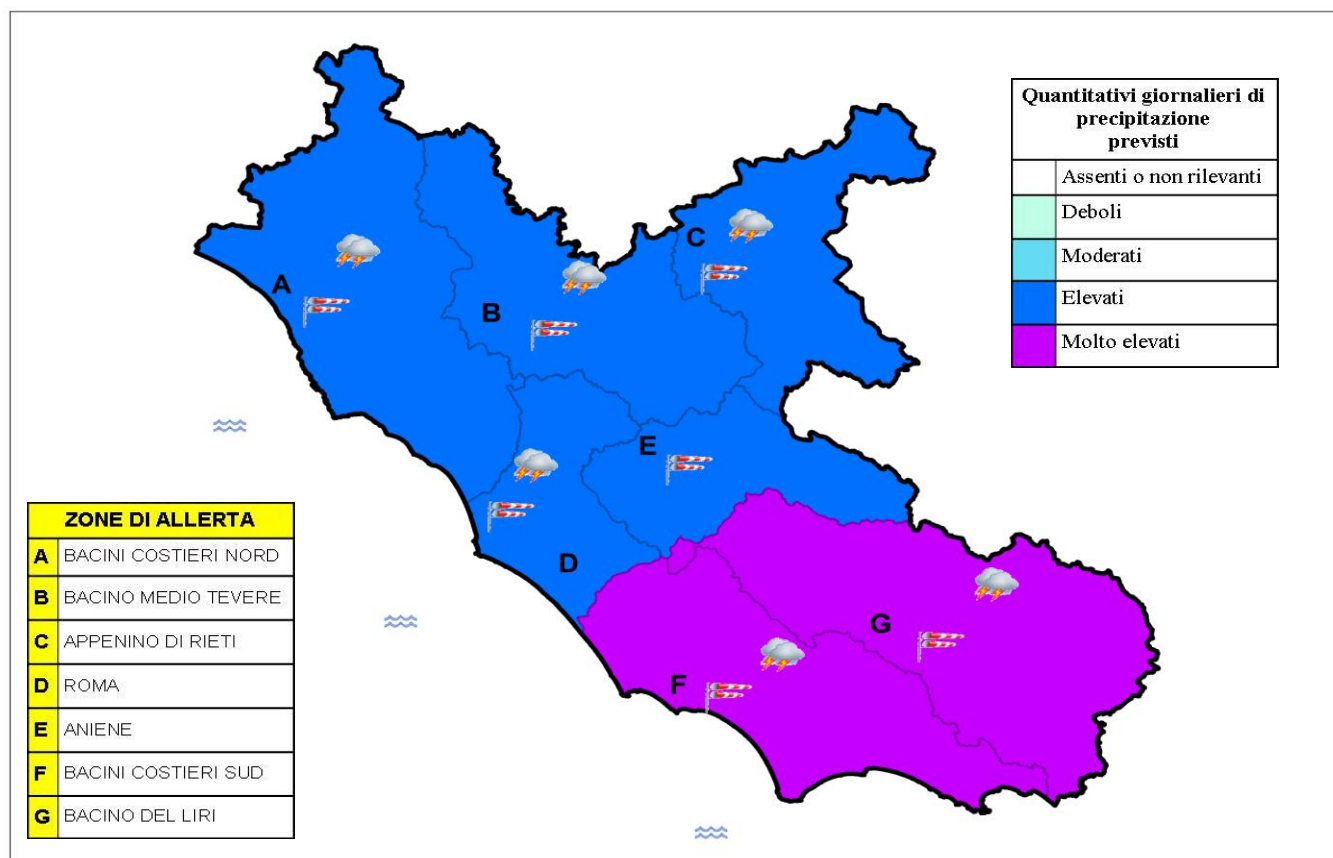 Quantitativi giornalieri di
precipitazione
previsti
Assenti o non rilevanti
Deboli
Moderati
Elevati
Molto elevati
A
B
C
D
E
F
G
ZONE DI ALLERTA
A BACINI COSTIERI NORD
B BACINO MEDIO TEVERE
C APPENINO DI RIETI
D ROMA
E ANIENE
F BACINI COSTIERI SUD
G BACINO DEL LIRI